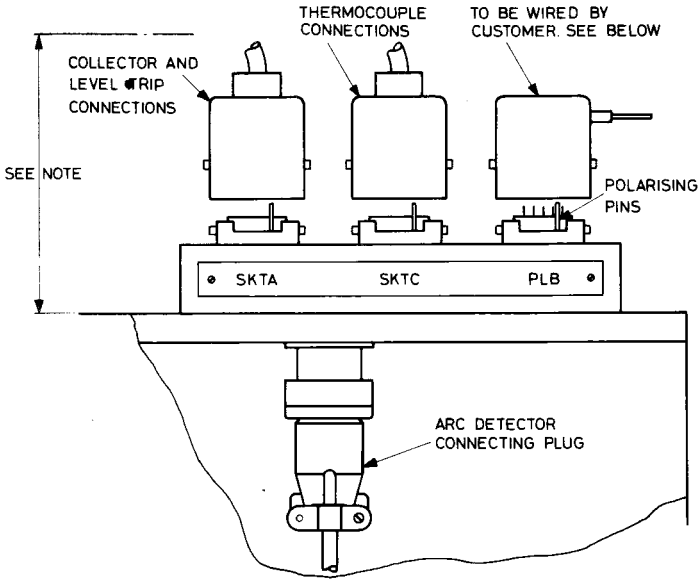 THERMOCOUPLE
CONNECTIONS
TO BE WIRED BY
CUSTOMER. SEE BELOW
COLLECTOR AND
LEVEL TRIP
CONNECTIONS
SEE NOTE
POLARISING
PINS
SKTA
SKTC
PLB
ARC DETECTOR
CONNECTING PLUG